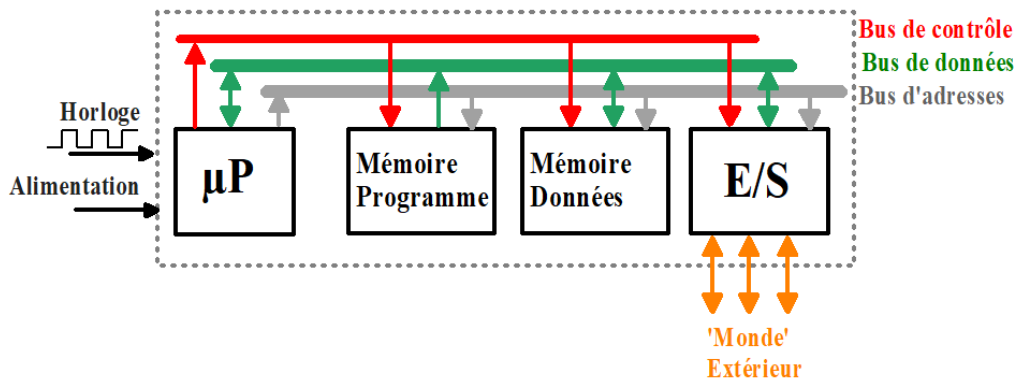 Bus de contrôle
Bus de données
Bus d'adresses
Horloge
Alimentation
µP
Mémoire
Programme
Mémoire
Données
E/S
'Monde'
Extérieur